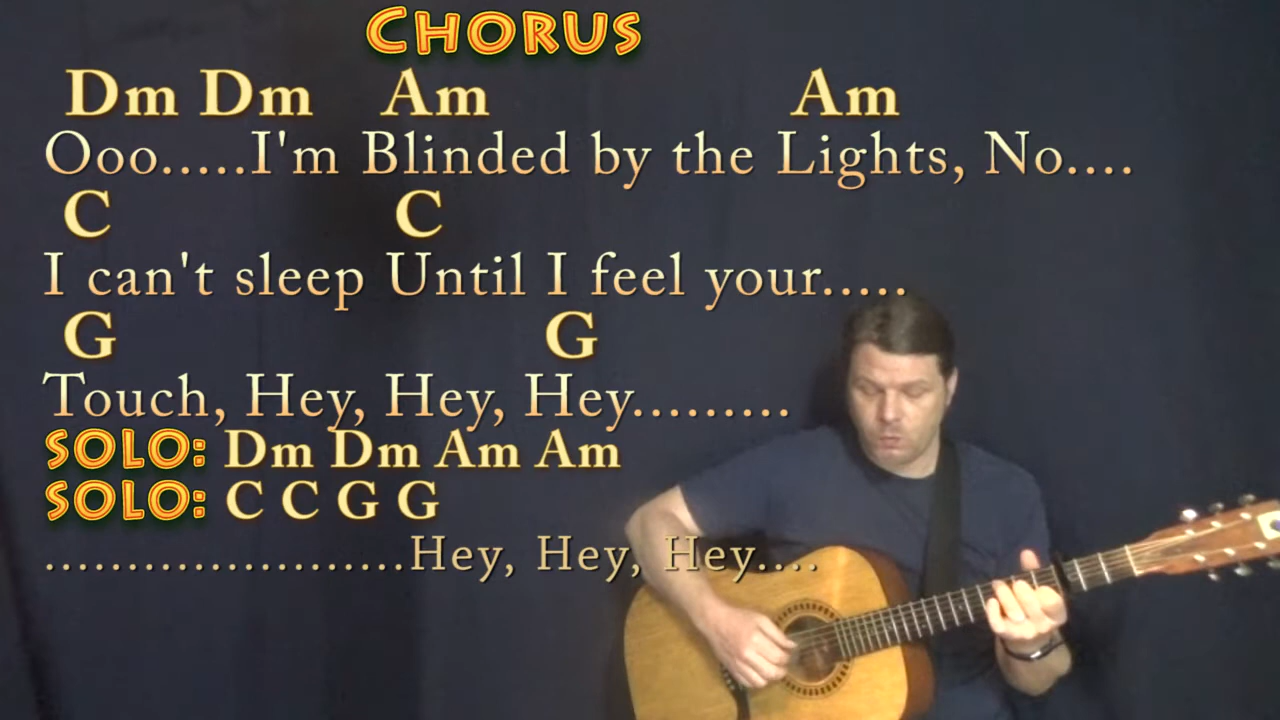 CHORUS
Dm Dm Am Am
Ooo.....I'm Blinded by the Lights, No....
C C
I can't sleep Until I feel your.....
G G
Touch, Hey, Hey, Hey.........
SOLO: Dm Dm Am Am
SOLO: C C G G
......................Hey, Hey, Hey....